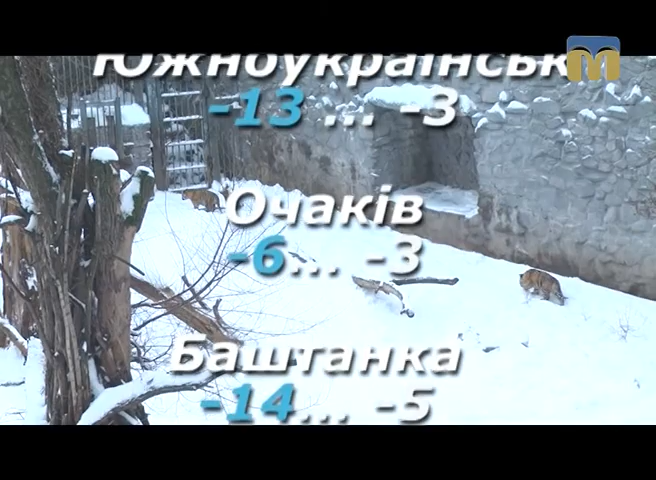 Южноукраїнськ
-13 ... -3
Очаків
-6... -3
Баштанка
-14... -5